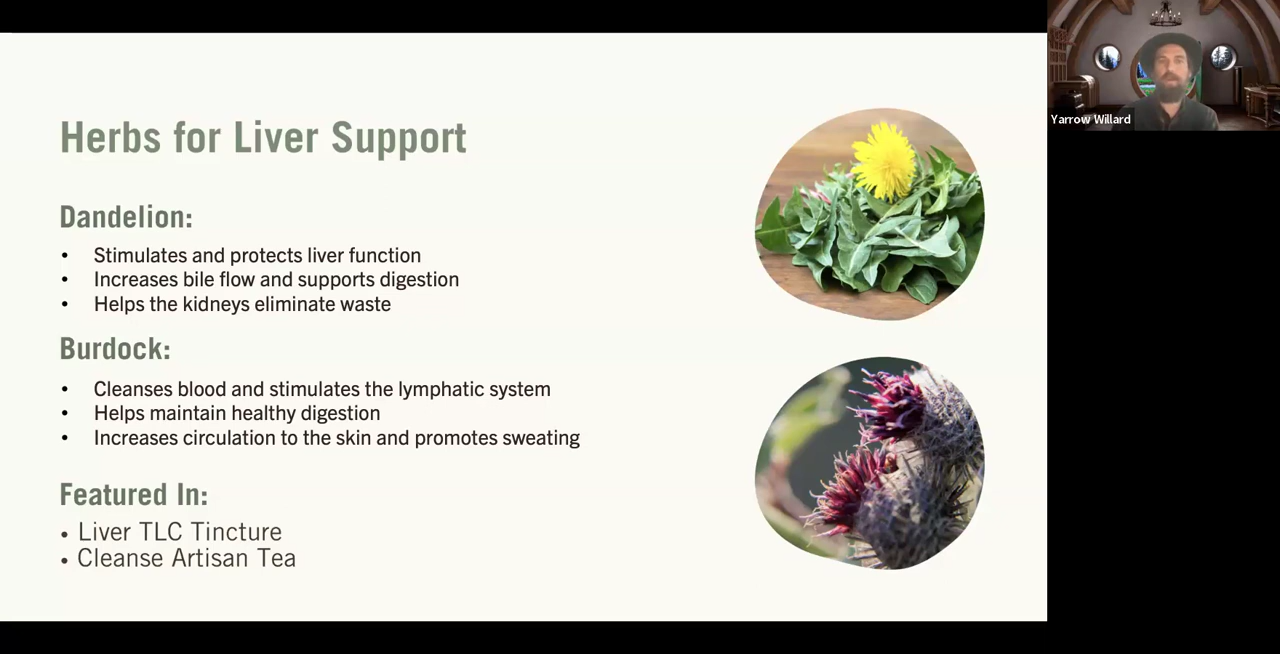 Herbs for Liver Support
Dandelion:
• Stimulates and protects liver function
• Increases bile flow and supports digestion
• Helps the kidneys eliminate waste
Burdock:
• Cleanses blood and stimulates the lymphatic system
• Helps maintain healthy digestion
• Increases circulation to the skin and promotes sweating
Featured In:
• Liver TLC Tincture
• Cleanse Artisan Tea
Yarrow Willard